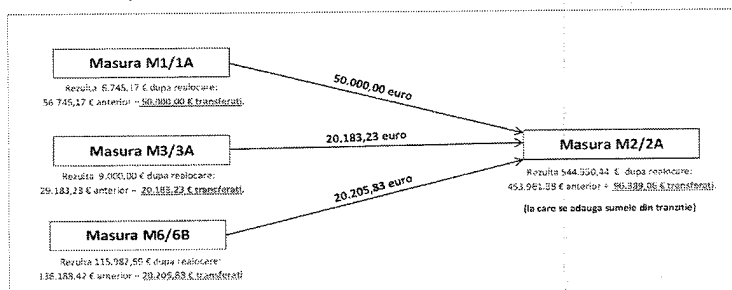 Masura M1/1A
Rezulta 6.745,17 € dupa realocare:
56 745,17 € anterior – 50.000,00 € transferati.
50.000,00 euro
Masura M3/3A
Rezulta 9.000,00 € dupa realocare:
29.183,23 € anterior – 20.183,23 € transferati.
20.183,23 euro
Masura M2/2A
Rezulta 544.350,44 € dupa realocare:
453.961,38 € anterior + 90.389,06 € transferati.
(la care se adauga sumele din tranzitie)
20.205,83 euro
Masura M6/6B
Rezulta 115.982,59 € dupa realocare:
136.188,42 € anterior – 20.205,83 € transferati